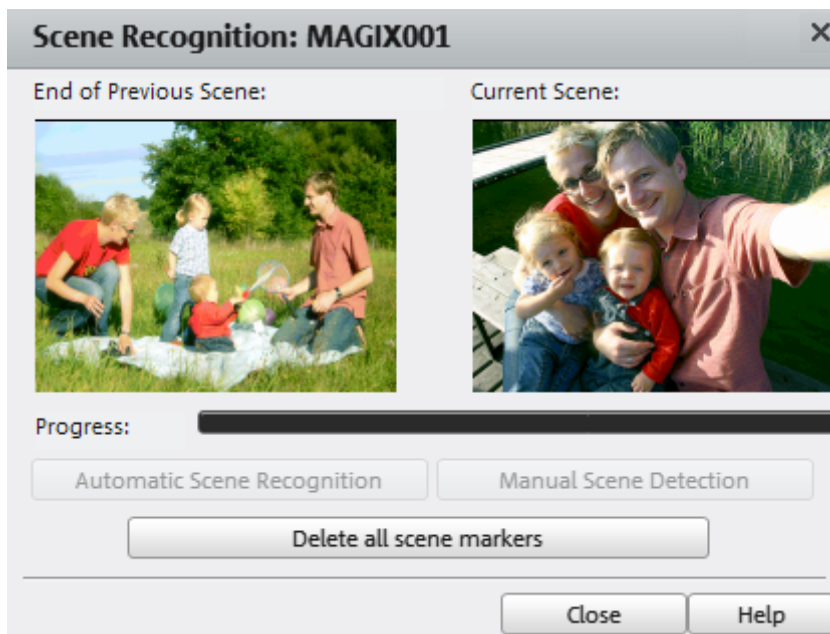 Scene Recognition: MAGIX001
End of Previous Scene:
Current Scene:
Progress:
Automatic Scene Recognition
Manual Scene Detection
Delete all scene markers
Close
Help